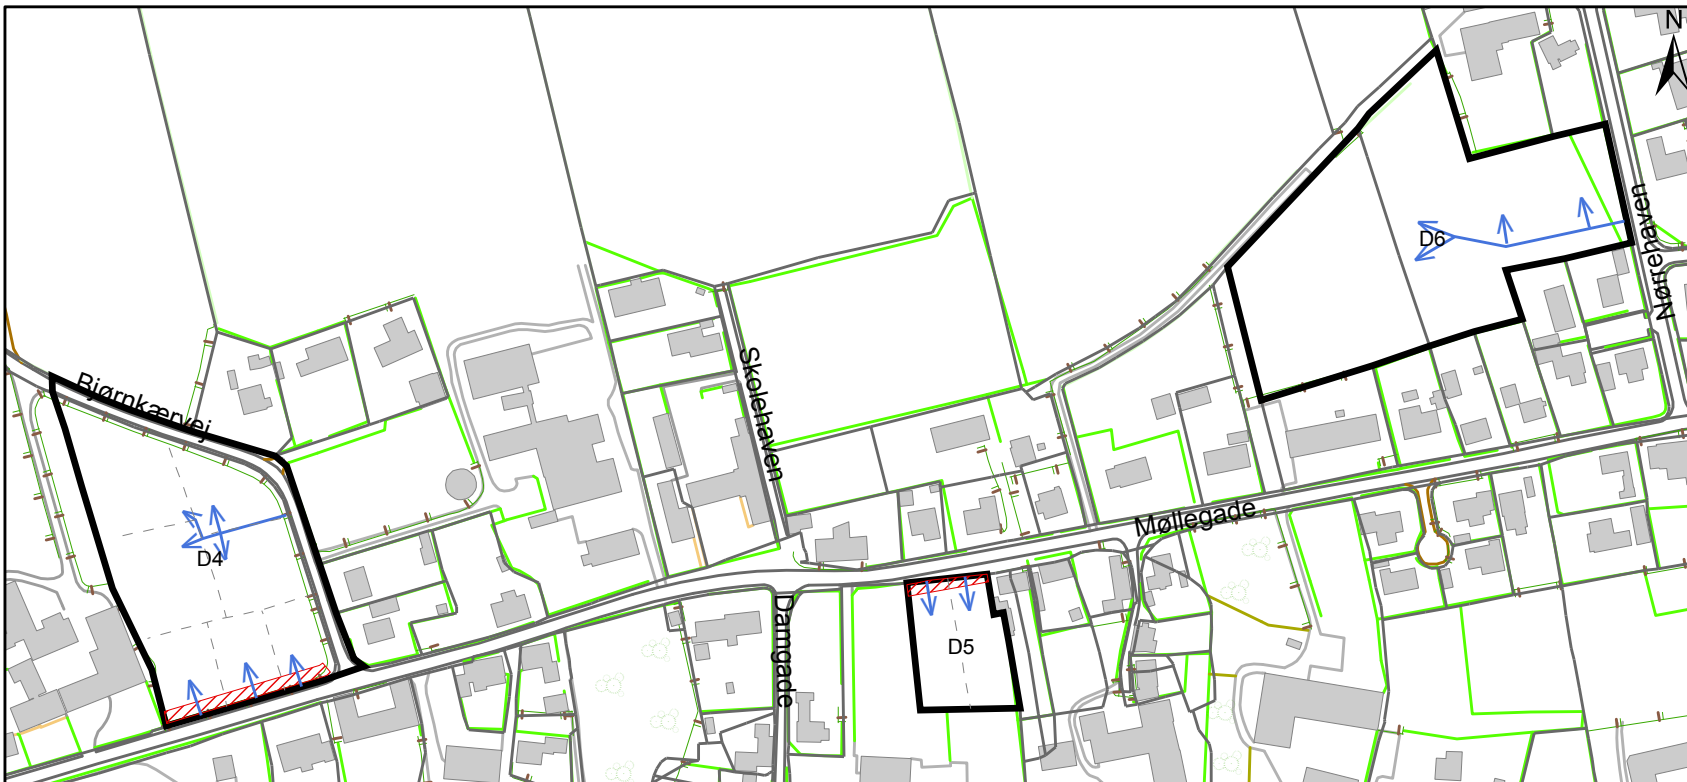 N
Nørrehaven
D6
Bjørnkærvej
Skolehaven
Møllegade
D4
Damgade
D5